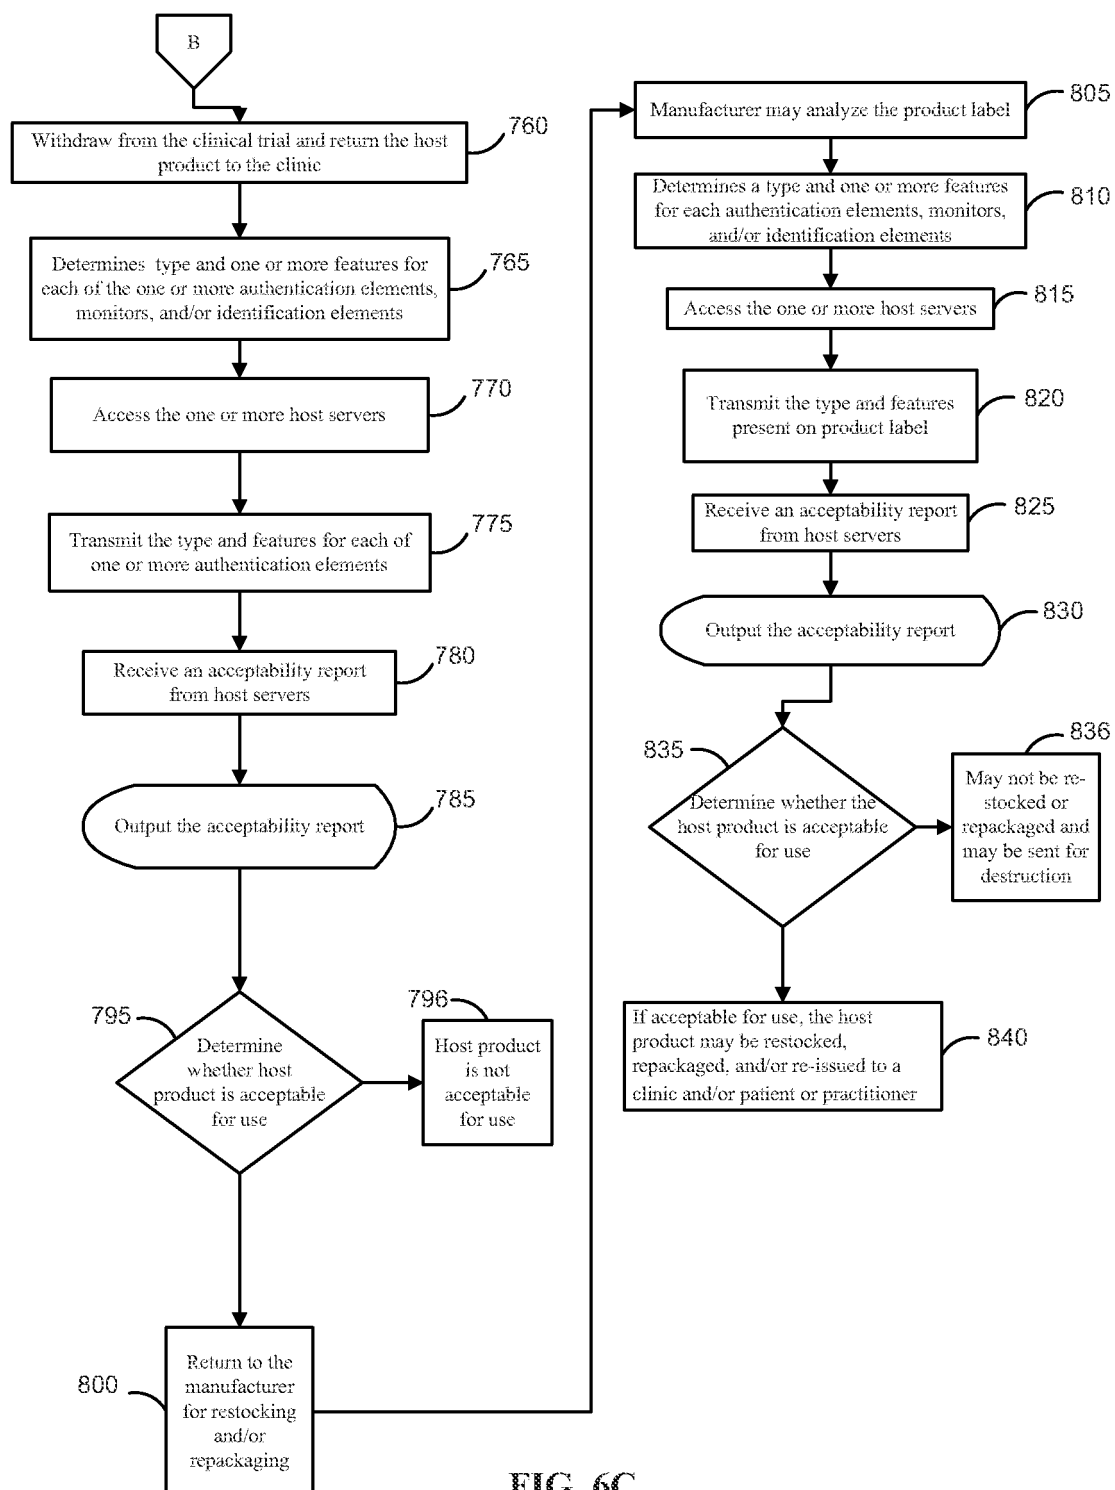 B
Withdraw from the clinical trial and return the host
product to the clinic
760
Determines type and one or more features for
each of the one or more authentication elements,
monitors, and/or identification elements
765
Access the one or more host servers
770
Transmit the type and features for each of
one or more authentication elements
775
Receive an acceptability report
from host servers
780
Output the acceptability report
785
795
Determine
whether host
product is acceptable
for use
796
Host product
is not
acceptable
for use
800
Return to the
manufacturer
for restocking
and/or
repackaging
Manufacturer may analyze the product label
805
Determines a type and one or more features
for each authentication elements, monitors,
and/or identification elements
810
Access the one or more host servers
815
Transmit the type and features
present on product label
820
Receive an acceptability report
from host servers
825
Output the acceptability report
830
835
Determine whether the
host product is acceptable
for use
836
May not be re-
stocked or
repackaged and
may be sent for
destruction
If acceptable for use, the host
product may be restocked,
repackaged, and/or re-issued to a
clinic and/or patient or practitioner
840
FIG. 6C